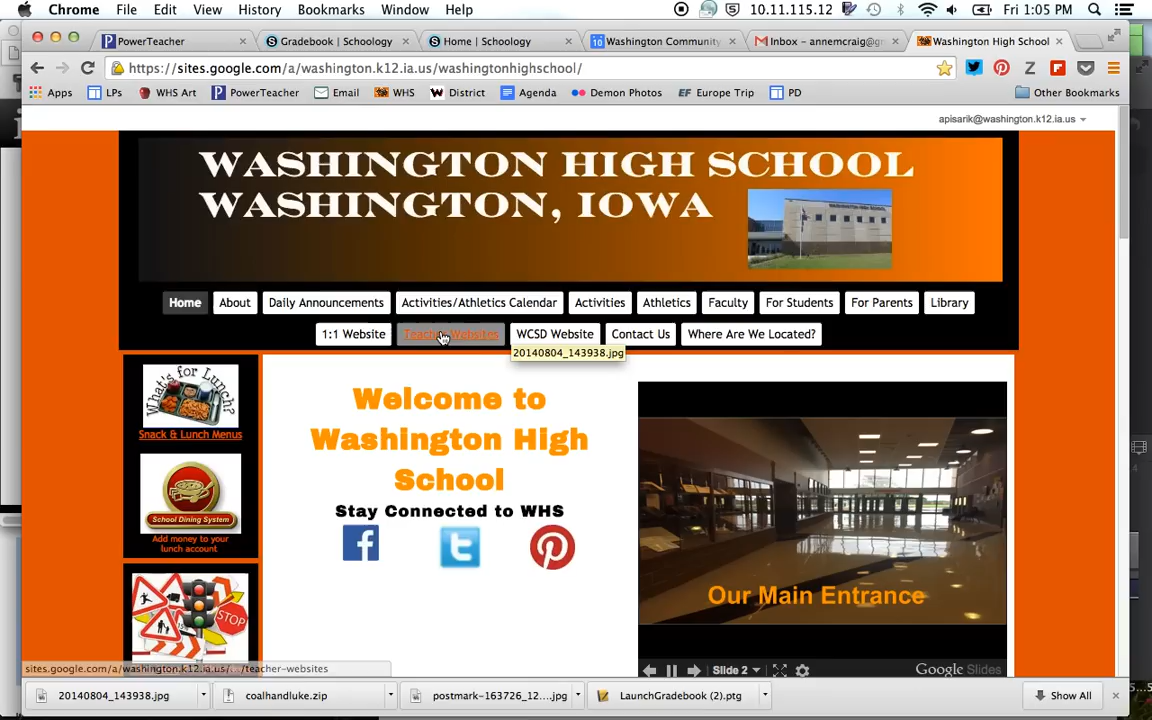 Chrome File Edit View History Bookmarks Window Help 10.11.115.12 Fri 1:05 PM
PowerTeacher Gradebook | Schoology Home | Schoology Washington Community Inbox - annemcraig@gn Washington High School
https://sites.google.com/a/washington.k12.ia.us/washingtonhighschool/
Apps LPs WHS Art PowerTeacher Email WHS District Agenda Demon Photos EF Europe Trip PD Other Bookmarks
apisarik@washington.k12.ia.us
WASHINGTON HIGH SCHOOL
WASHINGTON, IOWA
Home About Daily Announcements Activities/Athletics Calendar Activities Athletics Faculty For Students For Parents Library
1:1 Website Teacher Websites WCSD Website Contact Us Where Are We Located?
20140804_143938.jpg
What's for Lunch?
Snack & Lunch Menus
School Dining System
Add money to your
lunch account
STOP
Welcome to
Washington High
School
Stay Connected to WHS
Our Main Entrance
Slide 2 Google Slides
sites.google.com/a/washington.k12.ia.us/.../teacher-websites
20140804_143938.jpg coalhandluke.zip postmark-163726_12....jpg LaunchGradebook (2).ptg Show All